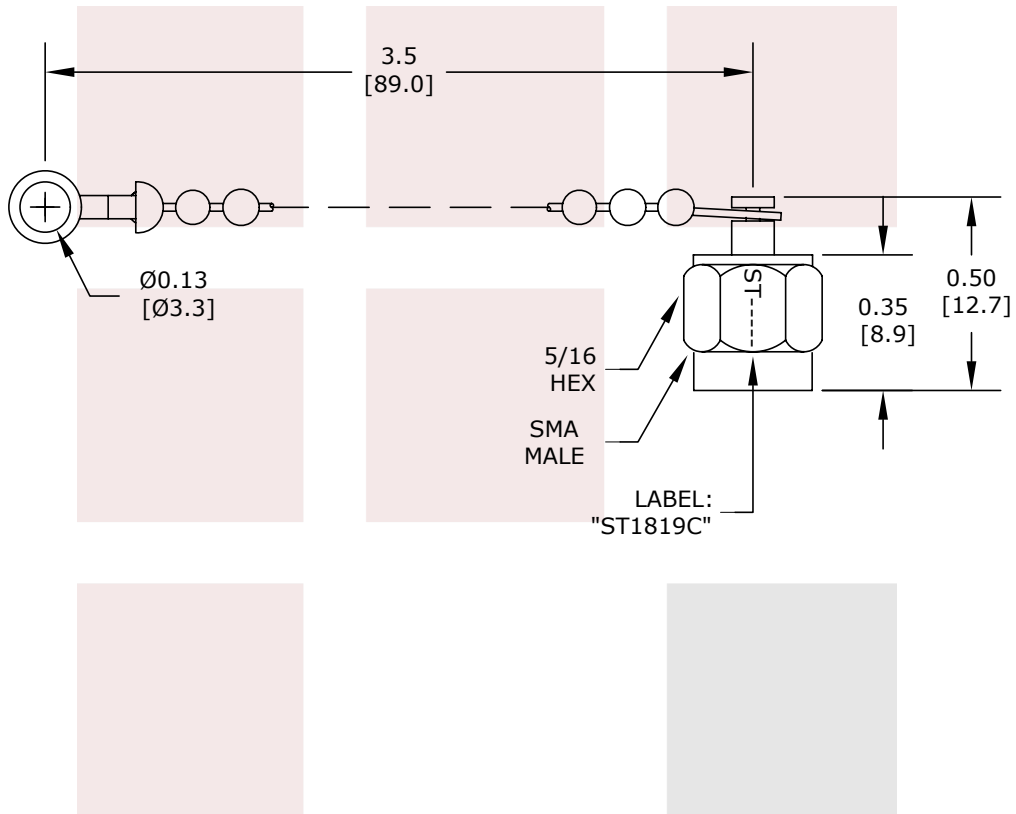 3.5
[89.0]
Ø0.13
[Ø3.3]
ST-----
0.35
[8.9]
0.50
[12.7]
5/16
HEX
SMA
MALE
LABEL:
"ST1819C"